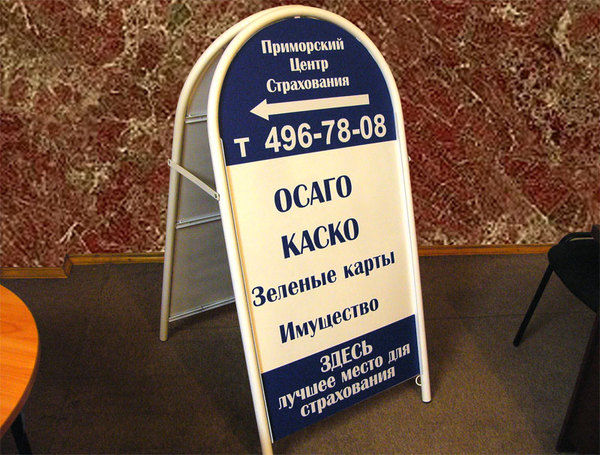 Приморский
Центр
Страхования
т 496-78-08
ОСАГО
КАСКО
Зеленые карты
Имущество
ЗДЕСЬ
лучшее место для
страхования